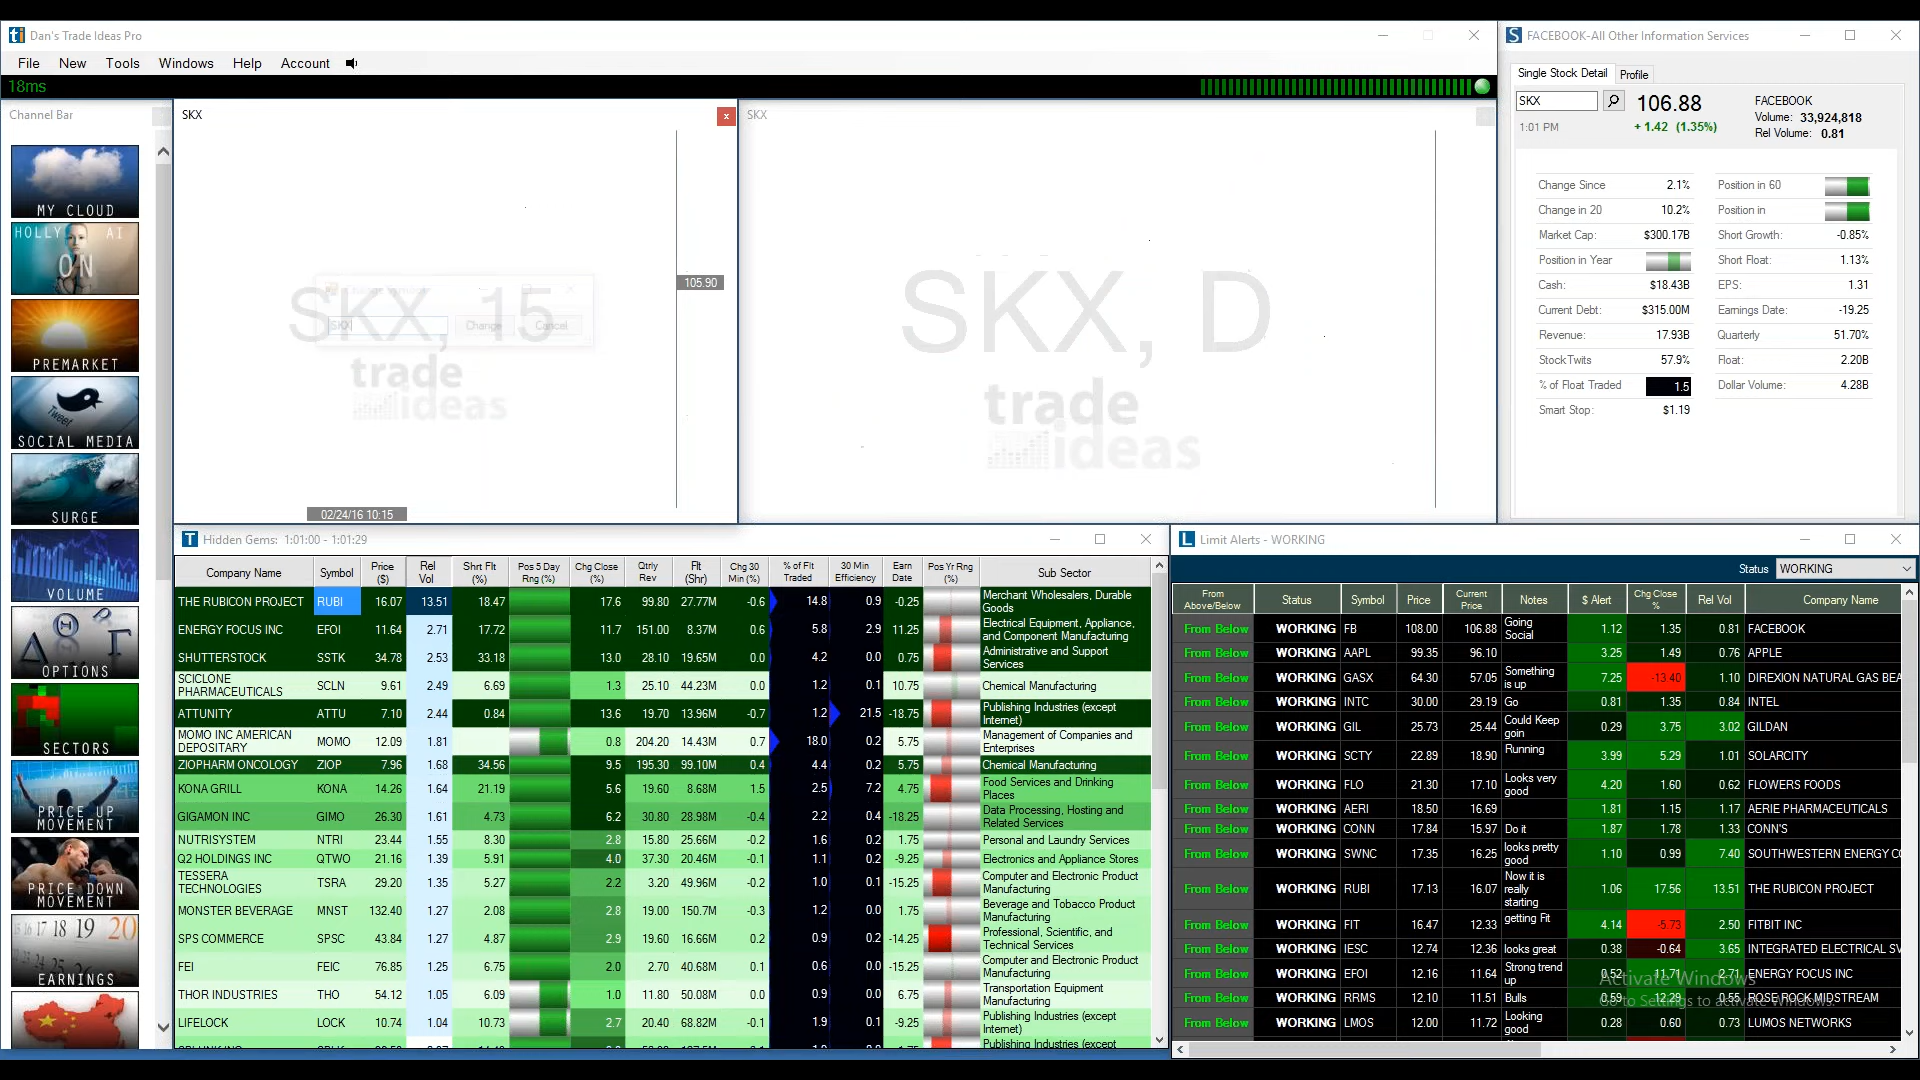 Dan's Trade Ideas Pro
File New Tools Windows Help Account
18ms
Channel Bar
MY CLOUD
HOLLY AI
ON
PREMARKET
Tweet
SOCIAL MEDIA
SURGE
VOLUME
OPTIONS
SECTORS
PRICE UP
MOVEMENT
PRICE DOWN
MOVEMENT
EARNINGS
SKX
105.90
SKX, 15
SKX
Change Cancel
trade
ideas
02/24/16 10:15
SKX
SKX, D
trade
ideas
FACEBOOK-All Other Information Services
Single Stock Detail Profile
SKX 106.88 FACEBOOK
Volume: 33,924,818
1:01 PM + 1.42 (1.35%) Rel Volume: 0.81
Change Since 2.1% Position in 60
Change in 20 10.2% Position in
Market Cap: $300.17B Short Growth: -0.85%
Position in Year Short Float: 1.13%
Cash: $18.43B EPS: 1.31
Current Debt: $315.00M Earnings Date: -19.25
Revenue: 17.93B Quarterly 51.70%
StockTwits 57.9% Float: 2.20B
% of Float Traded 1.5 Dollar Volume: 4.28B
Smart Stop: $1.19
Hidden Gems: 1:01:00 - 1:01:29
Company Name Symbol Price ($) Rel Vol Shrt Flt (%) Pos 5 Day Rng (%) Chg Close (%) Qtrly Rev Flt (Shr) Chg 30 Min (%) % of Flt Traded 30 Min Efficiency Earn Date Pos Yr Rng (%) Sub Sector
THE RUBICON PROJECT RUBI 16.07 13.51 18.47 17.6 99.80 27.77M -0.6 14.8 0.9 -0.25 Merchant Wholesalers, Durable Goods
ENERGY FOCUS INC EFOI 11.64 2.71 17.72 11.7 151.00 8.37M 0.6 5.8 2.9 11.25 Electrical Equipment, Appliance, and Component Manufacturing
SHUTTERSTOCK SSTK 34.78 2.53 33.18 13.0 28.10 19.65M 0.0 4.2 0.0 0.75 Administrative and Support Services
SCICLONE PHARMACEUTICALS SCLN 9.61 2.49 6.69 1.3 25.10 44.23M 0.0 1.2 0.1 10.75 Chemical Manufacturing
ATTUNITY ATTU 7.10 2.44 0.84 13.6 19.70 13.96M -0.7 1.2 21.5 -18.75 Publishing Industries (except Internet)
MOMO INC AMERICAN DEPOSITARY MOMO 12.09 1.81 0.8 204.20 14.43M 0.7 18.0 0.2 5.75 Management of Companies and Enterprises
ZIOPHARM ONCOLOGY ZIOP 7.96 1.68 34.56 9.5 195.30 99.10M 0.4 4.4 0.2 5.75 Chemical Manufacturing
KONA GRILL KONA 14.26 1.64 21.19 5.6 19.60 8.68M 1.5 2.5 7.2 4.75 Food Services and Drinking Places
GIGAMON INC GIMO 26.30 1.61 4.73 6.2 30.80 28.98M -0.4 2.2 0.4 -18.25 Data Processing, Hosting and Related Services
NUTRISYSTEM NTRI 23.44 1.55 8.30 2.8 15.80 25.66M -0.2 1.6 0.2 1.75 Personal and Laundry Services
Q2 HOLDINGS INC QTWO 21.16 1.39 5.91 4.0 37.30 20.46M -0.1 1.1 0.2 -9.25 Electronics and Appliance Stores
TESSERA TECHNOLOGIES TSRA 29.20 1.35 5.27 2.2 3.20 49.96M -0.2 1.0 0.1 -15.25 Computer and Electronic Product Manufacturing
MONSTER BEVERAGE MNST 132.40 1.27 2.08 2.8 19.00 150.7M -0.3 1.2 0.0 1.75 Beverage and Tobacco Product Manufacturing
SPS COMMERCE SPSC 43.84 1.27 4.87 2.9 19.60 16.66M 0.2 0.9 0.2 -14.25 Professional, Scientific, and Technical Services
FEI FEIC 76.85 1.25 6.75 2.0 2.70 40.68M 0.1 0.6 0.0 -15.25 Computer and Electronic Product Manufacturing
THOR INDUSTRIES THO 54.12 1.05 6.09 1.0 11.80 50.08M 0.0 0.9 0.0 6.75 Transportation Equipment Manufacturing
LIFELOCK LOCK 10.74 1.04 10.73 2.7 20.40 68.82M -0.1 1.9 0.1 -9.25 Publishing Industries (except Internet)
Publishing Industries (except
Limit Alerts - WORKING
Status WORKING
From Above/Below Status Symbol Price Current Price Notes $ Alert Chg Close % Rel Vol Company Name
From Below WORKING FB 108.00 106.88 Going Social 1.12 1.35 0.81 FACEBOOK
From Below WORKING AAPL 99.35 96.10 3.25 1.49 0.76 APPLE
From Below WORKING GASX 64.30 57.05 Something is up 7.25 -13.40 1.10 DIREXION NATURAL GAS BEA
From Below WORKING INTC 30.00 29.19 Go 0.81 1.35 0.84 INTEL
From Below WORKING GIL 25.73 25.44 Could Keep goin 0.29 3.75 3.02 GILDAN
From Below WORKING SCTY 22.89 18.90 Running 3.99 5.29 1.01 SOLARCITY
From Below WORKING FLO 21.30 17.10 Looks very good 4.20 1.60 0.62 FLOWERS FOODS
From Below WORKING AERI 18.50 16.69 1.81 1.15 1.17 AERIE PHARMACEUTICALS
From Below WORKING CONN 17.84 15.97 Do it 1.87 1.78 1.33 CONN'S
From Below WORKING SWNC 17.35 16.25 looks pretty good 1.10 0.99 7.40 SOUTHWESTERN ENERGY CO
From Below WORKING RUBI 17.13 16.07 Now it is really starting 1.06 17.56 13.51 THE RUBICON PROJECT
From Below WORKING FIT 16.47 12.33 getting Fit 4.14 -5.73 2.50 FITBIT INC
From Below WORKING IESC 12.74 12.36 looks great 0.38 -0.64 3.65 INTEGRATED ELECTRICAL SV
From Below WORKING EFOI 12.16 11.64 Strong trend up 0.52 11.71 2.71 ENERGY FOCUS INC
From Below WORKING RRMS 12.10 11.51 Bulls 0.59 12.29 0.55 ROSE ROCK MIDSTREAM
From Below WORKING LMOS 12.00 11.72 Looking good 0.28 0.60 0.73 LUMOS NETWORKS
Activate Windows
Go to Settings to activate Windows.